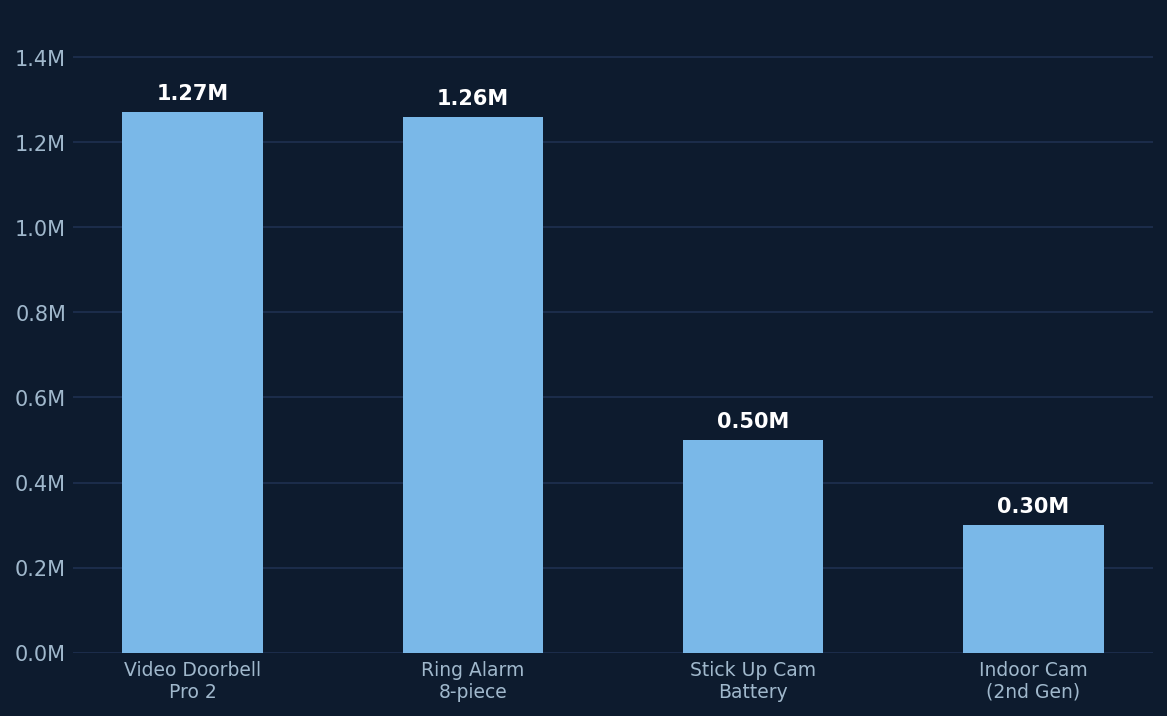 1.4M
1.2M
1.0M
0.8M
0.6M
0.4M
0.2M
0.0M
1.27M
1.26M
0.50M
0.30M
Video Doorbell
Pro 2
Ring Alarm
8-piece
Stick Up Cam
Battery
Indoor Cam
(2nd Gen)